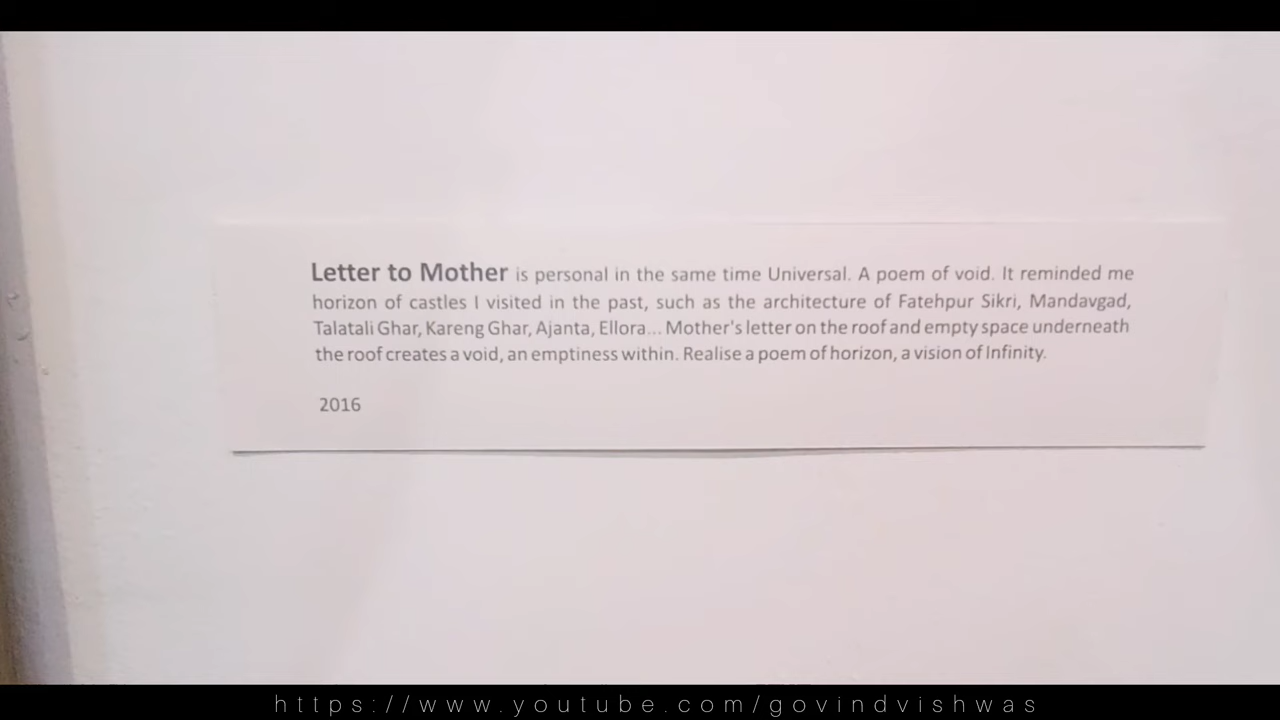 Letter to Mother is personal in the same time Universal. A poem of void. It reminded me
horizon of castles I visited in the past, such as the architecture of Fatehpur Sikri, Mandavgad,
Talatali Ghar, Kareng Ghar, Ajanta, Ellora... Mother's letter on the roof and empty space underneath
the roof creates a void, an emptiness within. Realise a poem of horizon, a vision of Infinity.
2016
https://www.youtube.com/govindvishwas